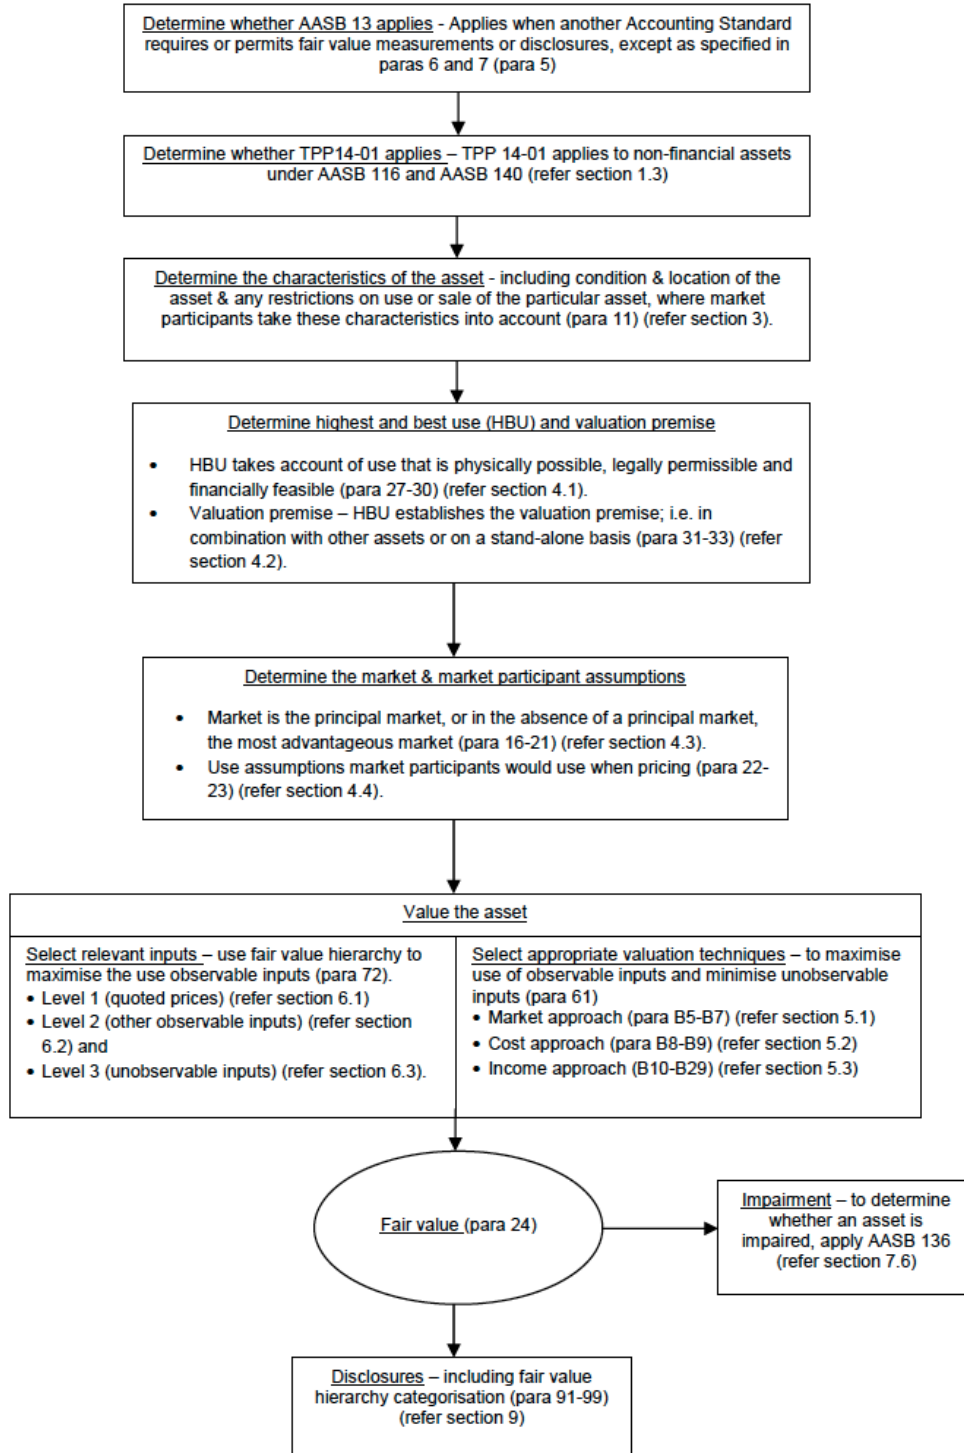 Determine whether AASB 13 applies - Applies when another Accounting Standard
requires or permits fair value measurements or disclosures, except as specified in
paras 6 and 7 (para 5)
Determine whether TPP14-01 applies – TPP 14-01 applies to non-financial assets
under AASB 116 and AASB 140 (refer section 1.3)
Determine the characteristics of the asset - including condition & location of the
asset & any restrictions on use or sale of the particular asset, where market
participants take these characteristics into account (para 11) (refer section 3).
Determine highest and best use (HBU) and valuation premise
• HBU takes account of use that is physically possible, legally permissible and
financially feasible (para 27-30) (refer section 4.1).
• Valuation premise – HBU establishes the valuation premise; i.e. in
combination with other assets or on a stand-alone basis (para 31-33) (refer
section 4.2).
Determine the market & market participant assumptions
• Market is the principal market, or in the absence of a principal market,
the most advantageous market (para 16-21) (refer section 4.3).
• Use assumptions market participants would use when pricing (para 22-
23) (refer section 4.4).
Value the asset
Select relevant inputs – use fair value hierarchy to
maximise the use observable inputs (para 72).
• Level 1 (quoted prices) (refer section 6.1)
• Level 2 (other observable inputs) (refer section
6.2) and
• Level 3 (unobservable inputs) (refer section 6.3).
Select appropriate valuation techniques – to maximise
use of observable inputs and minimise unobservable
inputs (para 61)
• Market approach (para B5-B7) (refer section 5.1)
• Cost approach (para B8-B9) (refer section 5.2)
• Income approach (B10-B29) (refer section 5.3)
Fair value (para 24)
Impairment – to determine
whether an asset is
impaired, apply AASB 136
(refer section 7.6)
Disclosures – including fair value
hierarchy categorisation (para 91-99)
(refer section 9)